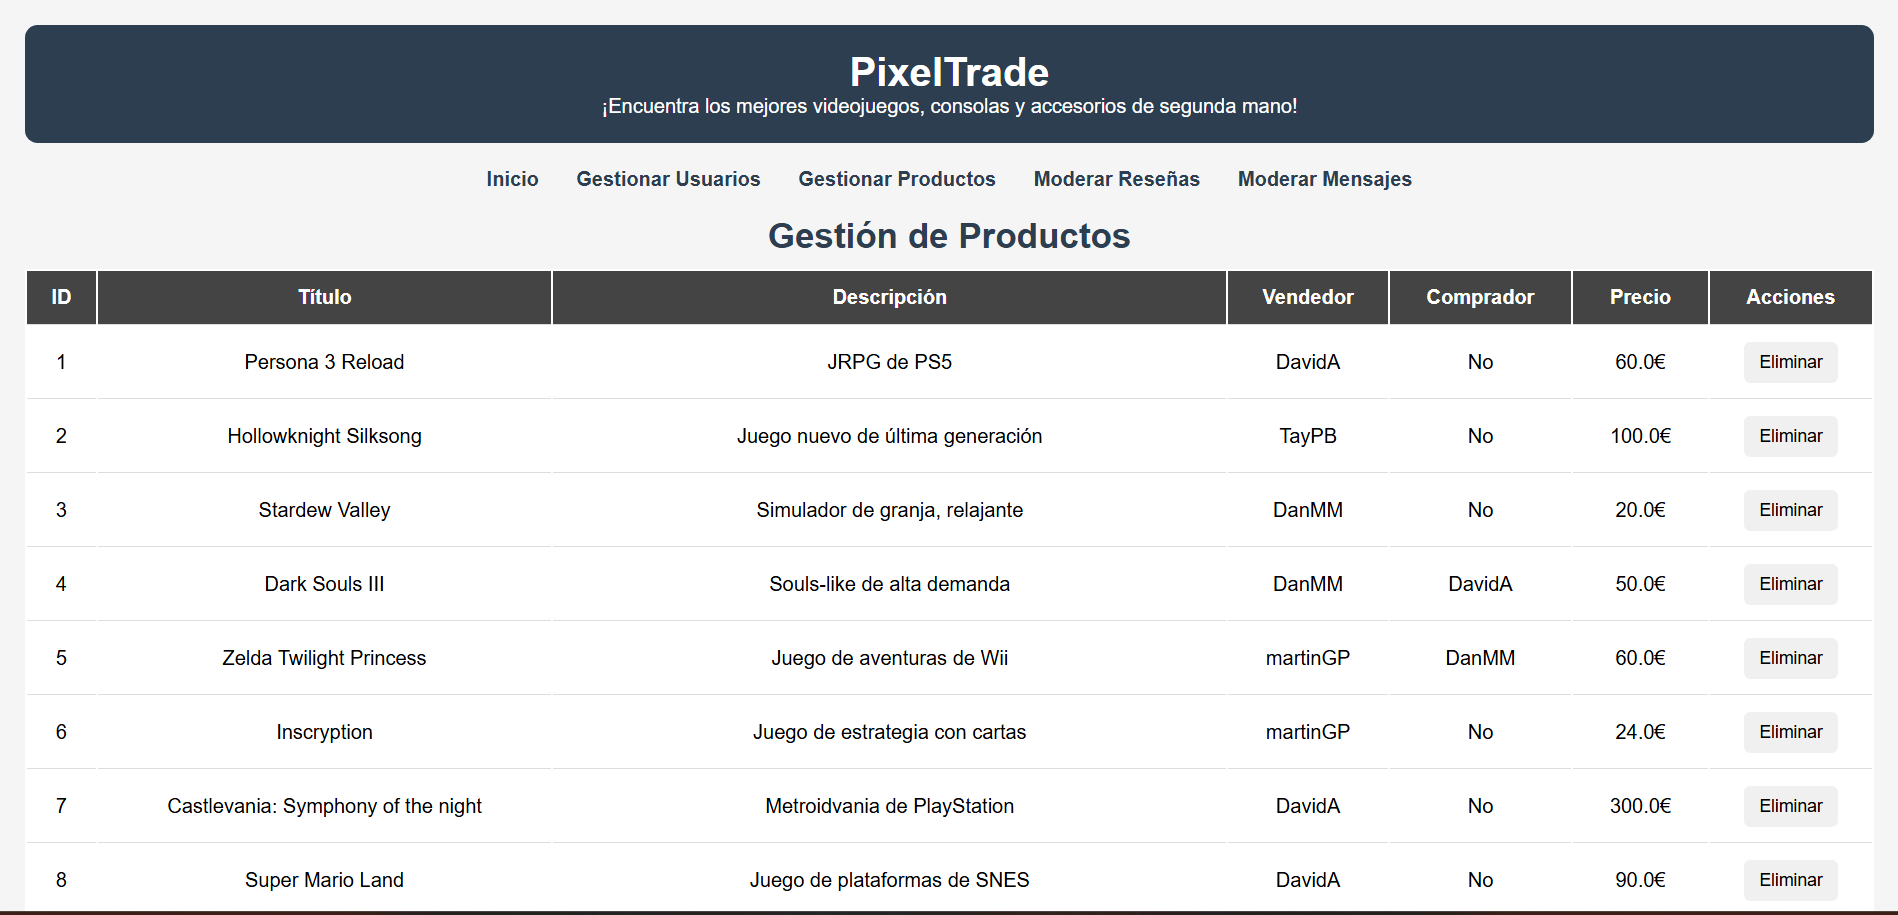 PixelTrade
¡Encuentra los mejores videojuegos, consolas y accesorios de segunda mano!
Inicio Gestionar Usuarios Gestionar Productos Moderar Reseñas Moderar Mensajes
Gestión de Productos
ID Título Descripción Vendedor Comprador Precio Acciones
1 Persona 3 Reload JRPG de PS5 DavidA No 60.0€ Eliminar
2 Hollowknight Silksong Juego nuevo de última generación TayPB No 100.0€ Eliminar
3 Stardew Valley Simulador de granja, relajante DanMM No 20.0€ Eliminar
4 Dark Souls III Souls-like de alta demanda DanMM DavidA 50.0€ Eliminar
5 Zelda Twilight Princess Juego de aventuras de Wii martinGP DanMM 60.0€ Eliminar
6 Inscryption Juego de estrategia con cartas martinGP No 24.0€ Eliminar
7 Castlevania: Symphony of the night Metroidvania de PlayStation DavidA No 300.0€ Eliminar
8 Super Mario Land Juego de plataformas de SNES DavidA No 90.0€ Eliminar